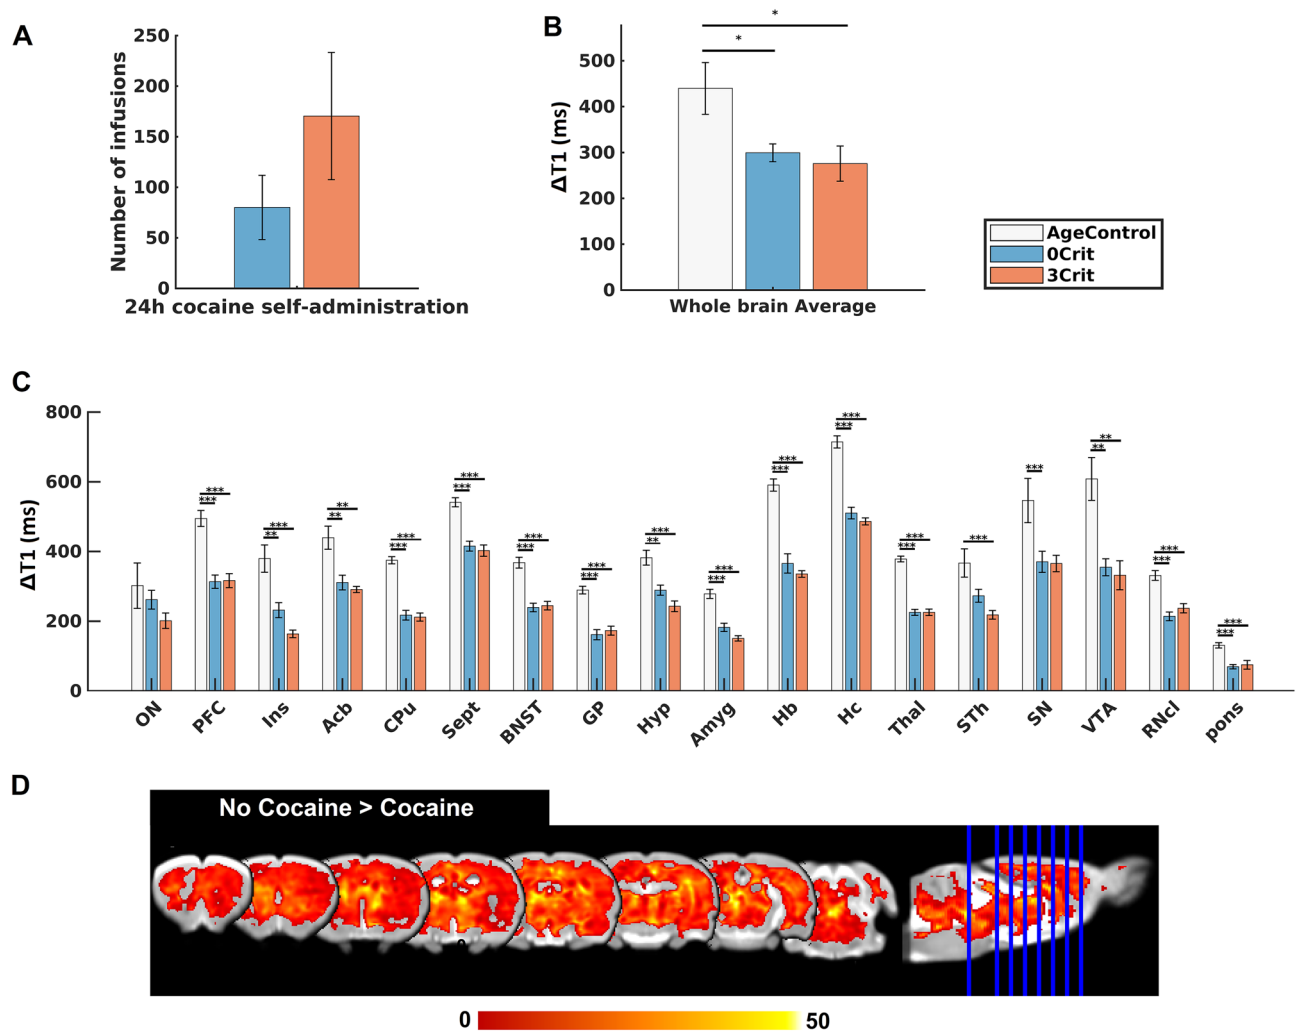 A
250
200
150
100
50
0
Number of infusions
24h cocaine self-administration
B
*
*
500
400
300
200
100
0
ΔT1 (ms)
Whole brain Average
AgeControl
0Crit
3Crit
C
800
600
400
200
0
ΔT1 (ms)
*** ***
*** **
** **
*** ***
*** ***
*** ***
*** ***
*** **
*** ***
*** ***
*** ***
*** ***
***
***
** **
*** ***
*** ***
ON PFC Ins Acb CPu Sept BNST GP Hyp Amyg Hb Hc Thal STh SN VTA RNcl pons
D
No Cocaine > Cocaine
0 50